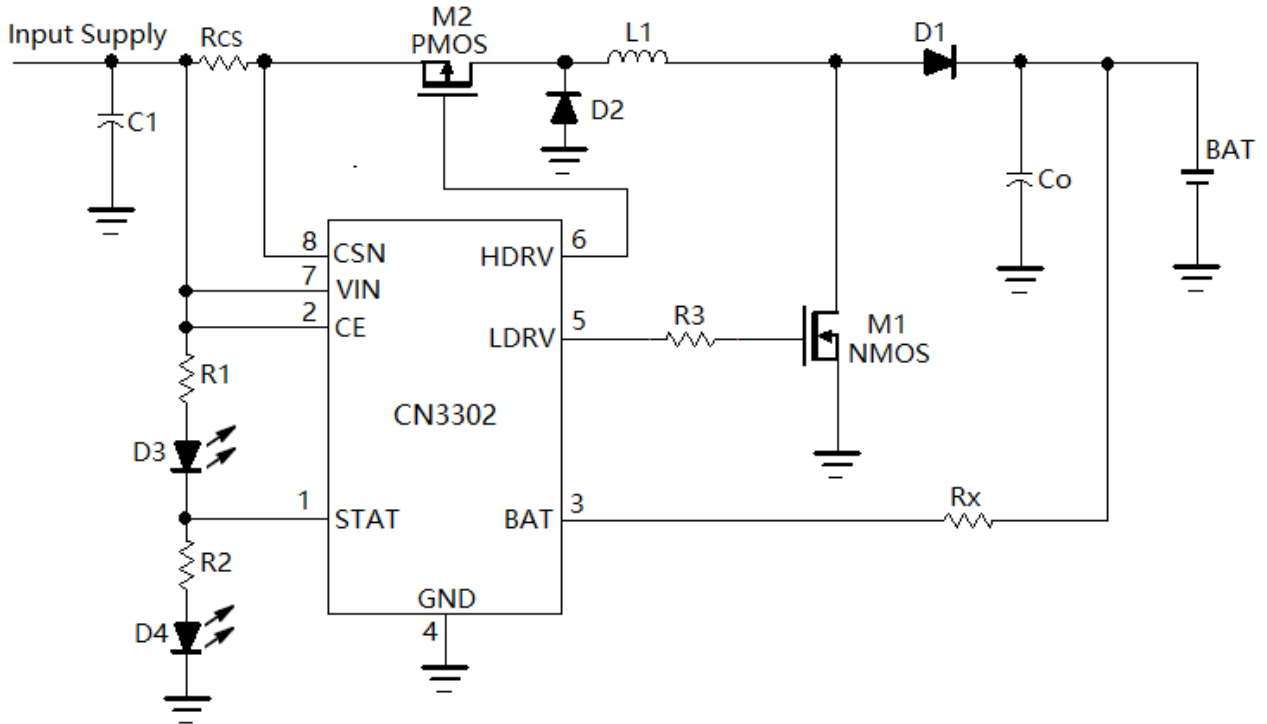 M2
PMOS
L1
D1
Input Supply
Rcs
C1
D2
BAT
Co
8
CSN
7
VIN
2
CE
HDRV
6
LDRV
5
R3
M1
NMOS
R1
CN3302
D3
1
STAT
BAT
3
Rx
R2
GND
4
D4